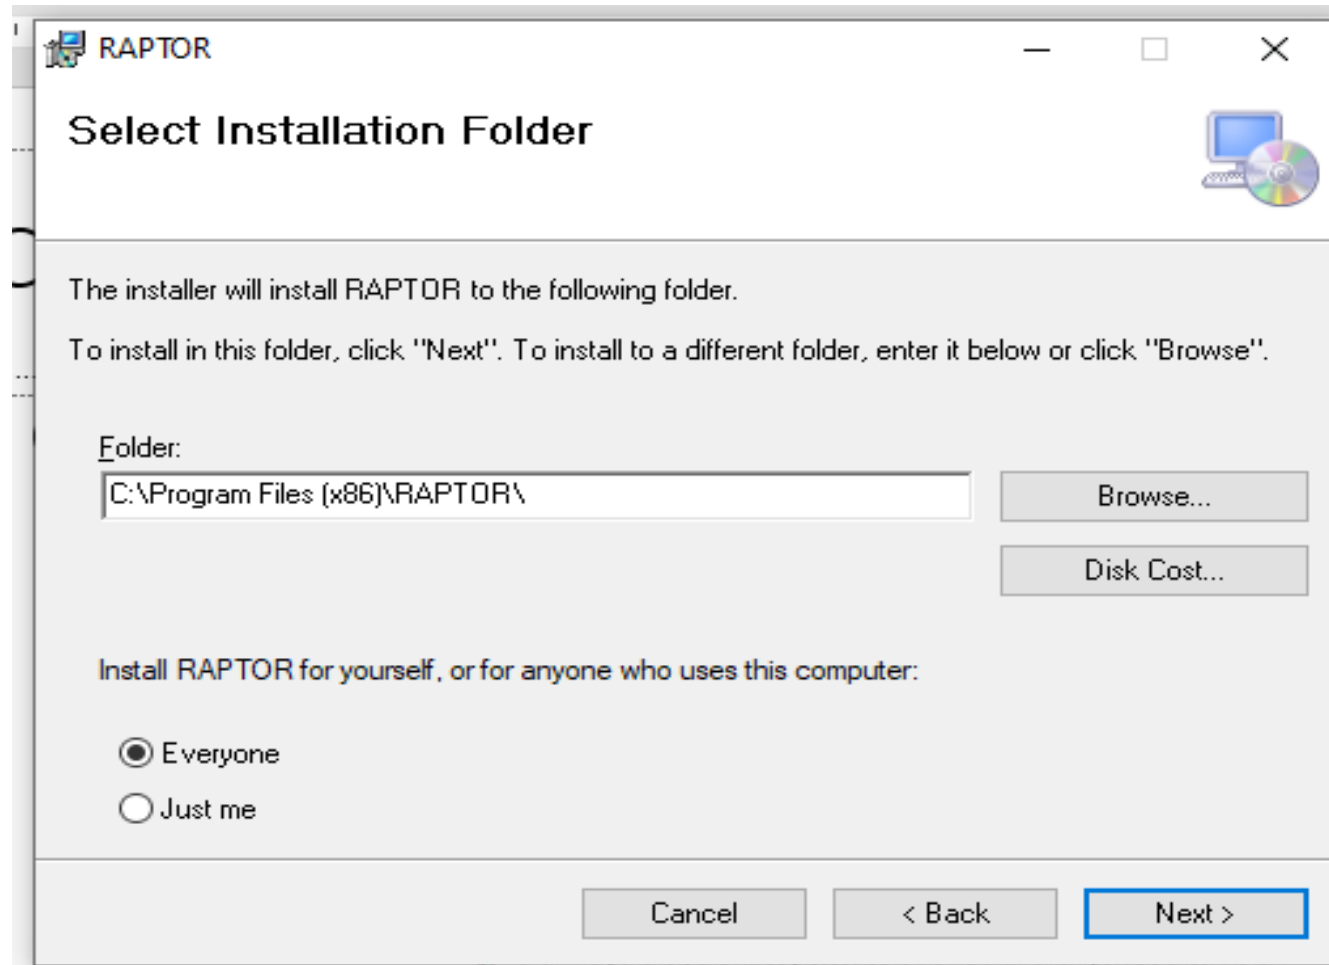 RAPTOR
Select Installation Folder
The installer will install RAPTOR to the following folder.
To install in this folder, click "Next". To install to a different folder, enter it below or click "Browse".
Folder:
C:\Program Files (x86)\RAPTOR\
Browse...
Disk Cost...
Install RAPTOR for yourself, or for anyone who uses this computer:
Everyone
Just me
Cancel
< Back
Next >